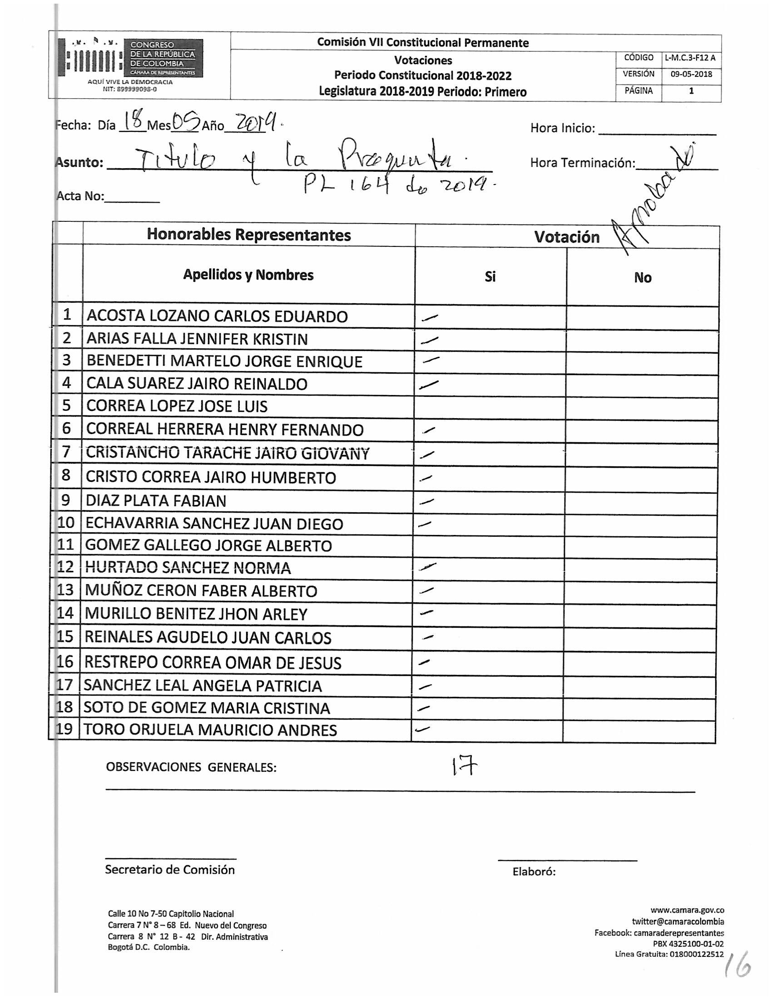 CONGRESO
DE LA REPÚBLICA
DE COLOMBIA
CÁMARA DE REPRESENTANTES
AQUÍ VIVE LA DEMOCRACIA
NIT: 899999098-0
Comisión VII Constitucional Permanente
Votaciones
Periodo Constitucional 2018-2022
Legislatura 2018-2019 Periodo: Primero
CÓDIGO L-M.C.3-F12 A
VERSIÓN 09-05-2018
PÁGINA 1
Fecha: Día 18 Mes 05 Año 2019.
Hora Inicio:
Asunto: Titulo y la Pregunta.
Hora Terminación:
PL 164 de 2019.
Acta No:
Aprobado.
Honorables Representantes Votación
Apellidos y Nombres Si No
1 ACOSTA LOZANO CARLOS EDUARDO
2 ARIAS FALLA JENNIFER KRISTIN
3 BENEDETTI MARTELO JORGE ENRIQUE
4 CALA SUAREZ JAIRO REINALDO
5 CORREA LOPEZ JOSE LUIS
6 CORREAL HERRERA HENRY FERNANDO
7 CRISTANCHO TARACHE JAIRO GIOVANY
8 CRISTO CORREA JAIRO HUMBERTO
9 DIAZ PLATA FABIAN
10 ECHAVARRIA SANCHEZ JUAN DIEGO
11 GOMEZ GALLEGO JORGE ALBERTO
12 HURTADO SANCHEZ NORMA
13 MUÑOZ CERON FABER ALBERTO
14 MURILLO BENITEZ JHON ARLEY
15 REINALES AGUDELO JUAN CARLOS
16 RESTREPO CORREA OMAR DE JESUS
17 SANCHEZ LEAL ANGELA PATRICIA
18 SOTO DE GOMEZ MARIA CRISTINA
19 TORO ORJUELA MAURICIO ANDRES
OBSERVACIONES GENERALES: 17
Secretario de Comisión
Elaboró:
Calle 10 No 7-50 Capitolio Nacional
Carrera 7 N° 8 – 68 Ed. Nuevo del Congreso
Carrera 8 N° 12 B - 42 Dir. Administrativa
Bogotá D.C. Colombia.
www.camara.gov.co
twitter@camaracolombia
Facebook: camaraderepresentantes
PBX 4325100-01-02
Línea Gratuita: 018000122512
16